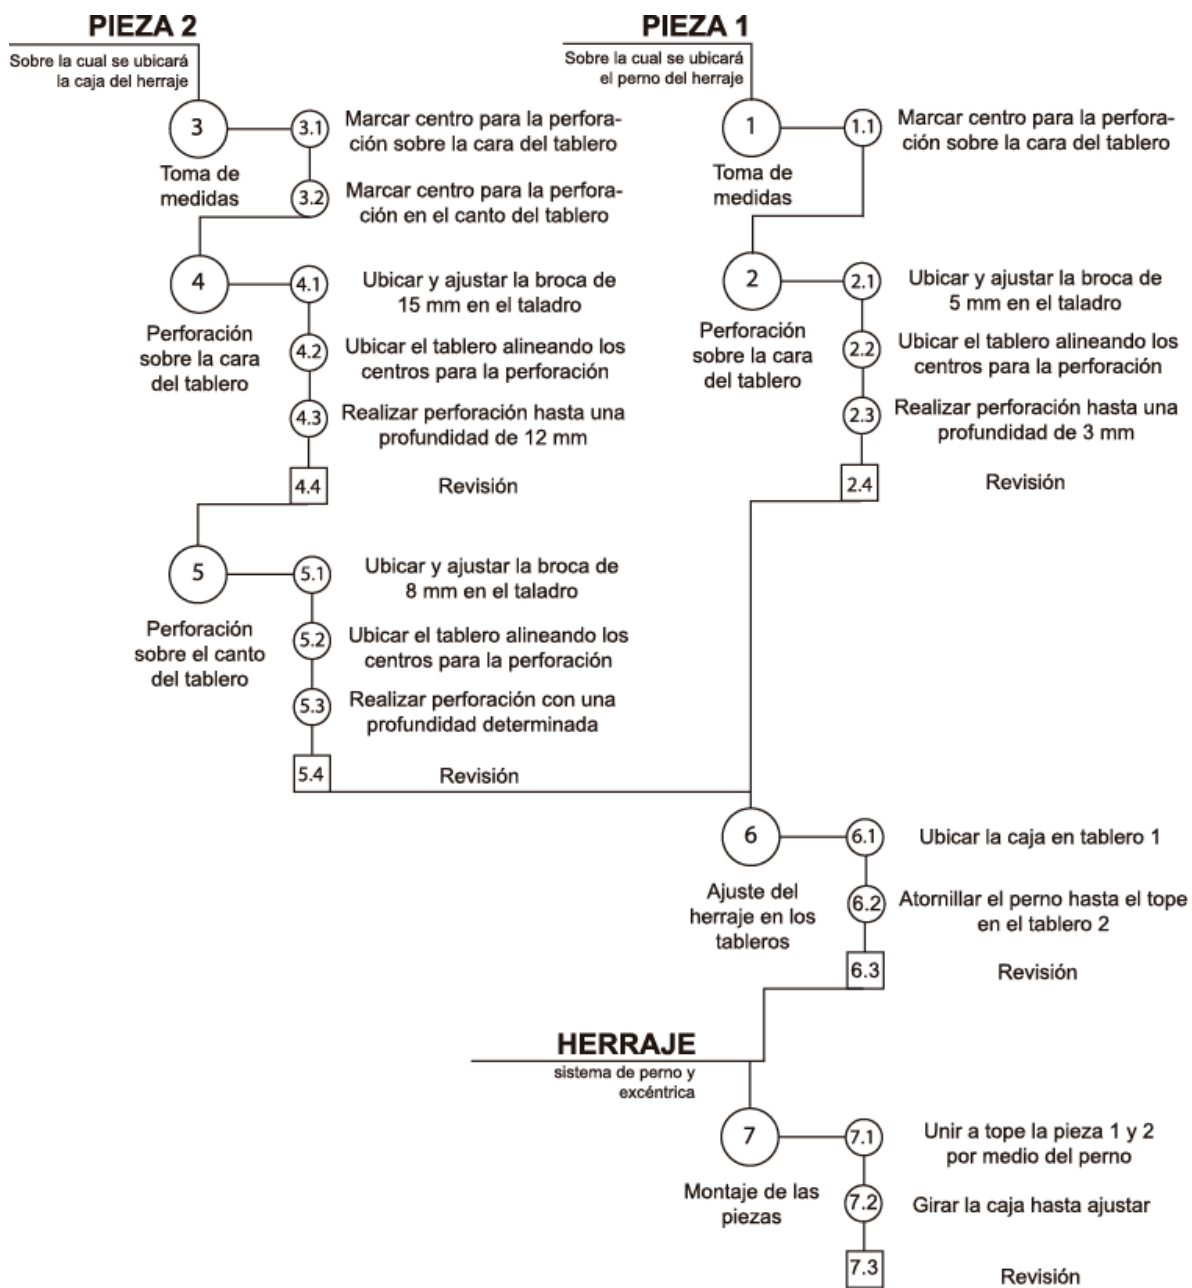 PIEZA 2
Sobre la cual se ubicará
la caja del herraje
3
Toma de
medidas
3.1
Marcar centro para la perfora-
ción sobre la cara del tablero
3.2
Marcar centro para la perfora-
ción en el canto del tablero
4
Perforación
sobre la cara
del tablero
4.1
Ubicar y ajustar la broca de
15 mm en el taladro
4.2
Ubicar el tablero alineando los
centros para la perforación
4.3
Realizar perforación hasta una
profundidad de 12 mm
4.4
Revisión
5
Perforación
sobre el canto
del tablero
5.1
Ubicar y ajustar la broca de
8 mm en el taladro
5.2
Ubicar el tablero alineando los
centros para la perforación
5.3
Realizar perforación con una
profundidad determinada
5.4
Revisión
PIEZA 1
Sobre la cual se ubicará
el perno del herraje
1
Toma de
medidas
1.1
Marcar centro para la perfora-
ción sobre la cara del tablero
2
Perforación
sobre la cara
del tablero
2.1
Ubicar y ajustar la broca de
5 mm en el taladro
2.2
Ubicar el tablero alineando los
centros para la perforación
2.3
Realizar perforación hasta una
profundidad de 3 mm
2.4
Revisión
6
Ajuste del
herraje en los
tableros
6.1
Ubicar la caja en tablero 1
6.2
Atornillar el perno hasta el tope
en el tablero 2
6.3
Revisión
HERRAJE
sistema de perno y
excéntrica
7
Montaje de las
piezas
7.1
Unir a tope la pieza 1 y 2
por medio del perno
7.2
Girar la caja hasta ajustar
7.3
Revisión